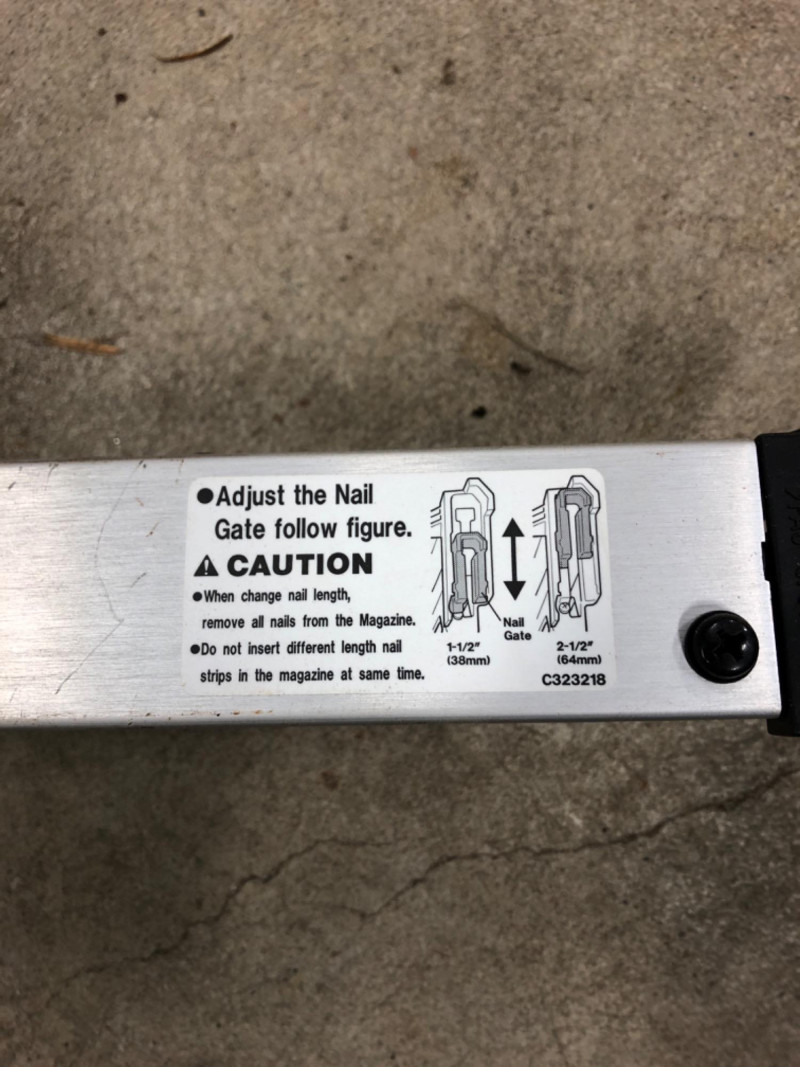 ●Adjust the Nail
Gate follow figure.
⚠ CAUTION
●When change nail length,
remove all nails from the Magazine.
●Do not insert different length nail
strips in the magazine at same time.
Nail
Gate
1-1/2"
(38mm)
2-1/2"
(64mm)
C323218